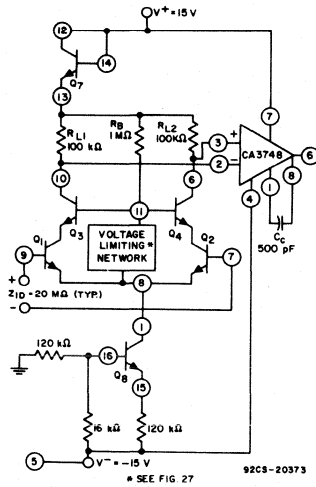 V+=15 V
12
14
Q7
13
7
RL1
100 kΩ
RB
1 MΩ
RL2
100KΩ
3
+
CA3748
6
2
−
10
6
4
1
8
CC
500 pF
Q3
11
Q4
Q1
VOLTAGE
LIMITING*
NETWORK
Q2
9
7
+
8
ZID=20 MΩ (TYP.)
−
1
120 kΩ
16
Q8
15
16 kΩ
120 kΩ
5
V−=−15 V
92CS-20373
* SEE FIG. 27